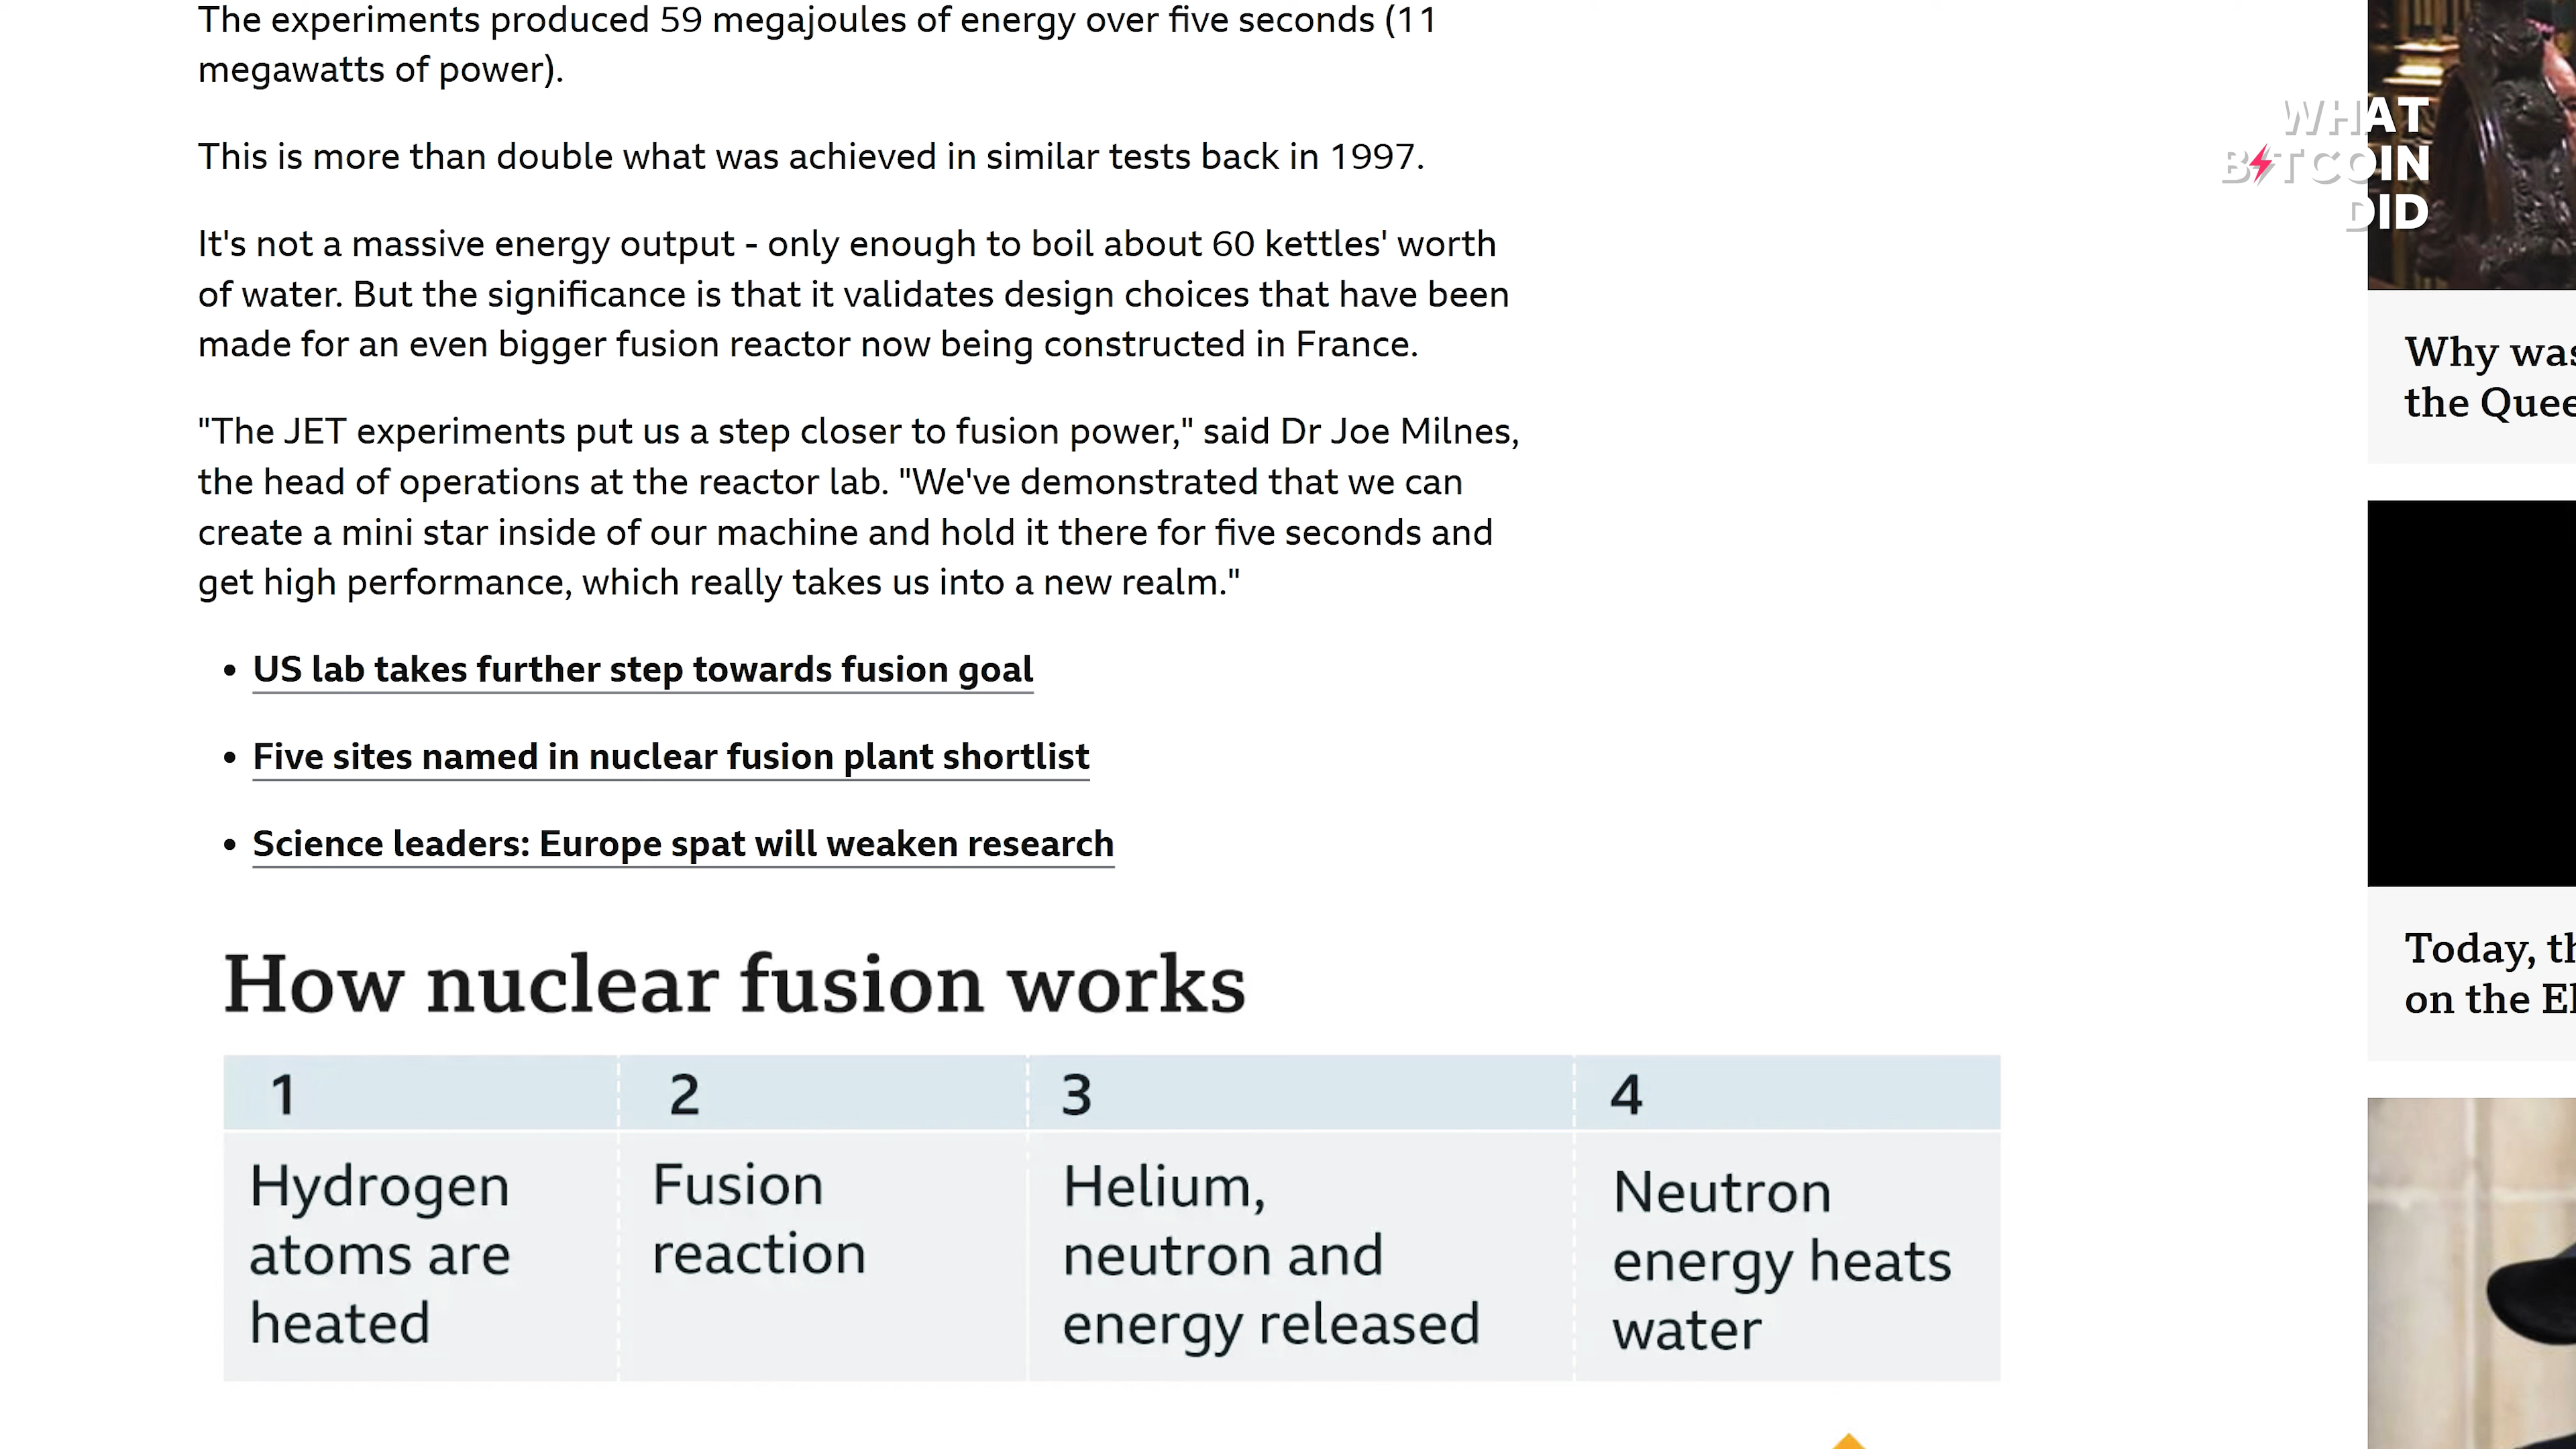 The experiments produced 59 megajoules of energy over five seconds (11
megawatts of power).
This is more than double what was achieved in similar tests back in 1997.
It's not a massive energy output - only enough to boil about 60 kettles' worth
of water. But the significance is that it validates design choices that have been
made for an even bigger fusion reactor now being constructed in France.
"The JET experiments put us a step closer to fusion power," said Dr Joe Milnes,
the head of operations at the reactor lab. "We've demonstrated that we can
create a mini star inside of our machine and hold it there for five seconds and
get high performance, which really takes us into a new realm."
US lab takes further step towards fusion goal
Five sites named in nuclear fusion plant shortlist
Science leaders: Europe spat will weaken research
How nuclear fusion works
1
Hydrogen
atoms are
heated
2
Fusion
reaction
3
Helium,
neutron and
energy released
4
Neutron
energy heats
water
WHAT
BITCOIN
DID
Why was
the Quee
Today, th
on the